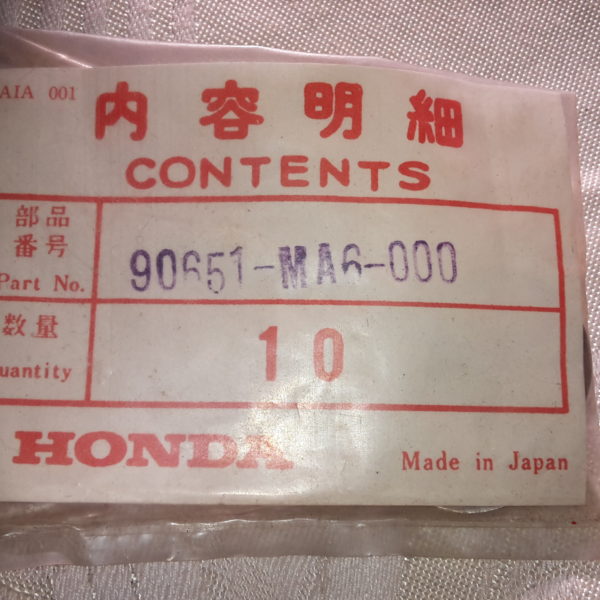 AIA 001
内容明細
CONTENTS
部品
番号
Part No.
90651-MA6-000
数量
uantity
10
HONDA
Made in Japan